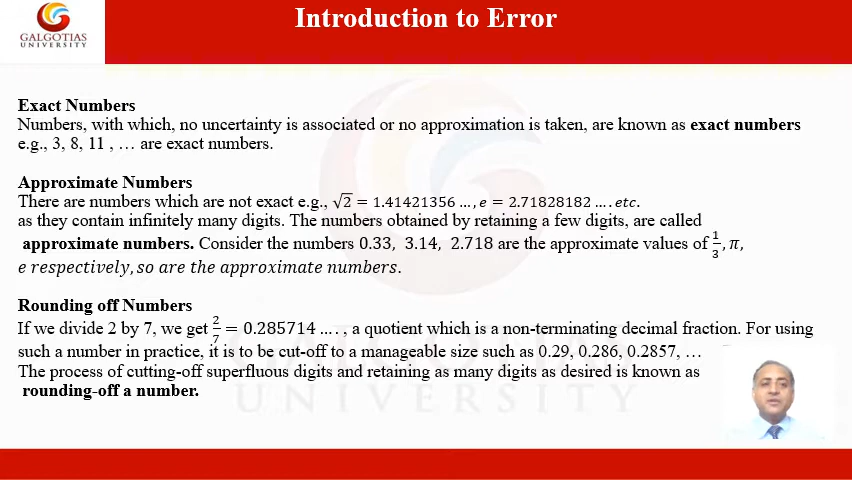 Introduction to Error
GALGOTIAS
UNIVERSITY
Exact Numbers
Numbers, with which, no uncertainty is associated or no approximation is taken, are known as exact numbers
e.g., 3, 8, 11 , … are exact numbers.
Approximate Numbers
There are numbers which are not exact e.g., √2 = 1.41421356 …, e = 2.71828182 …. etc.
as they contain infinitely many digits. The numbers obtained by retaining a few digits, are called
approximate numbers. Consider the numbers 0.33, 3.14, 2.718 are the approximate values of 1/3, π,
e respectively, so are the approximate numbers.
Rounding off Numbers
If we divide 2 by 7, we get 2/7 = 0.285714 …. , a quotient which is a non-terminating decimal fraction. For using
such a number in practice, it is to be cut-off to a manageable size such as 0.29, 0.286, 0.2857, …
The process of cutting-off superfluous digits and retaining as many digits as desired is known as
rounding-off a number.
UNIVERSITY